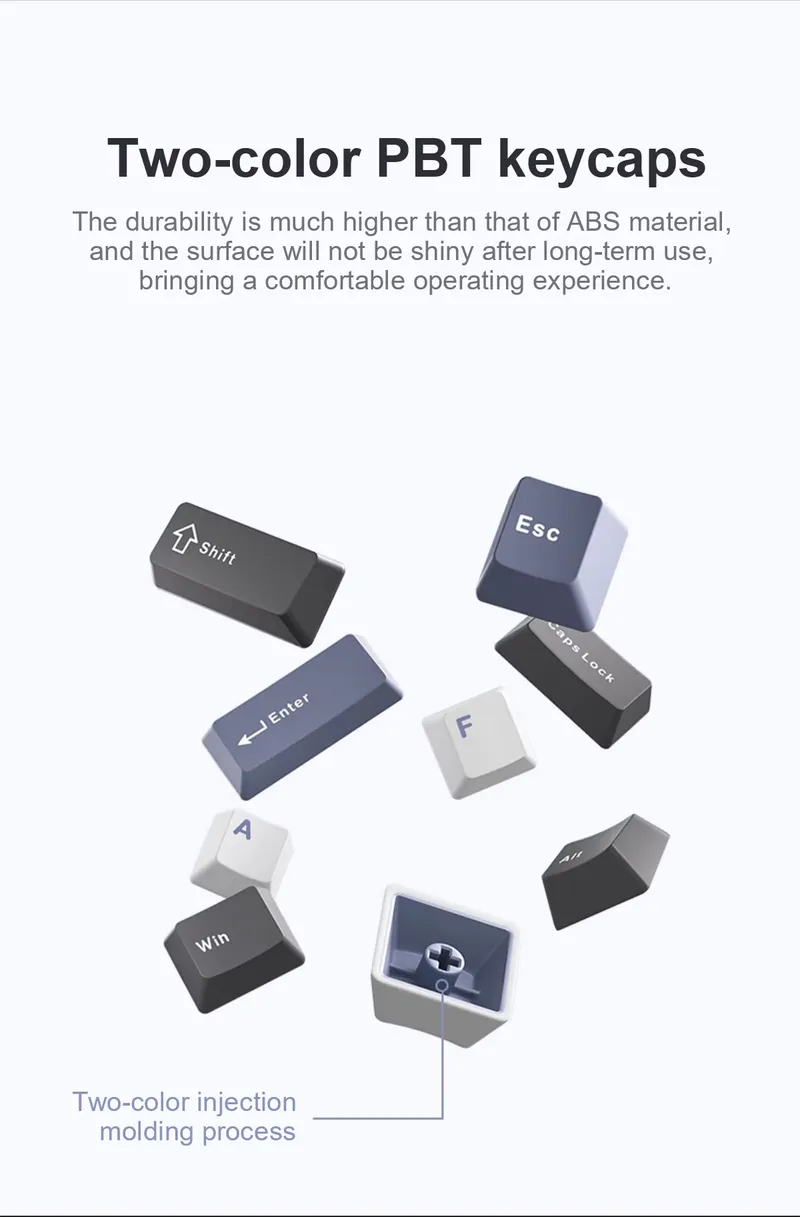 Two-color PBT keycaps
The durability is much higher than that of ABS material,
and the surface will not be shiny after long-term use,
bringing a comfortable operating experience.
Esc
Shift
Caps Lock
Enter
F
A
Alt
Win
Two-color injection
molding process